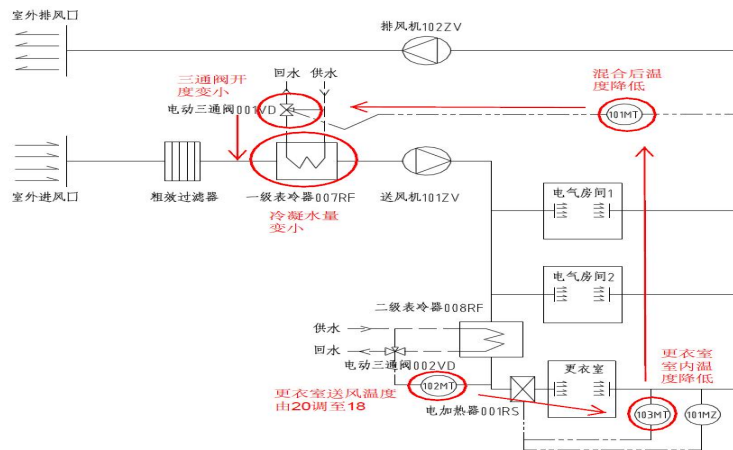 室外排风口
排风机102ZV
回水
供水
三通阀开
度变小
电动三通阀001VD
混合后温
度降低
101MT
室外进风口
粗效过滤器
一级表冷器007RF
送风机101ZV
冷凝水量
变小
电气房间1
电气房间2
二级表冷器008RF
供水
回水
电动三通阀002VD
更衣室
更衣室
室内温
度降低
更衣室送风温度
由20调至18
102MT
电加热器001RS
103MT
101MZ